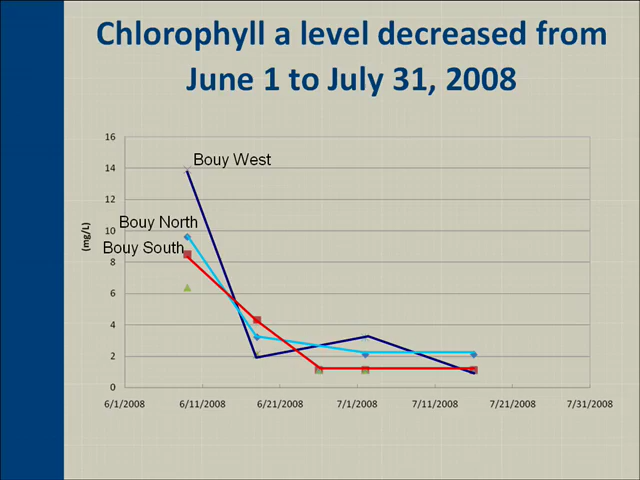 Chlorophyll a level decreased from
June 1 to July 31, 2008
16
14
12
10
8
6
4
2
0
(mg/L)
Bouy West
Bouy North
Bouy South
6/1/2008 6/11/2008 6/21/2008 7/1/2008 7/11/2008 7/21/2008 7/31/2008